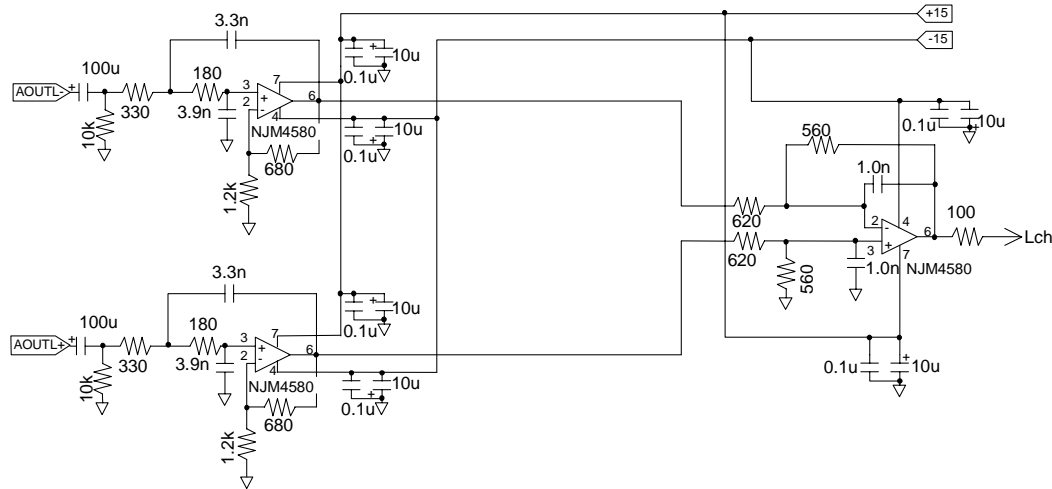 3.3n
+15
-15
+
10u
0.1u
100u
180
AOUTL-
+
330
3.9n
10k
3
2
+
-
7
4
6
NJM4580
10u
0.1u
+
680
1.2k
+
10u
0.1u
560
1.0n
620
620
560
2
3
-
+
4
7
6
100
Lch
1.0n
NJM4580
3.3n
+
10u
0.1u
100u
180
AOUTL+
+
330
3.9n
10k
3
2
+
-
7
4
6
NJM4580
10u
0.1u
+
680
1.2k
0.1u
+
10u